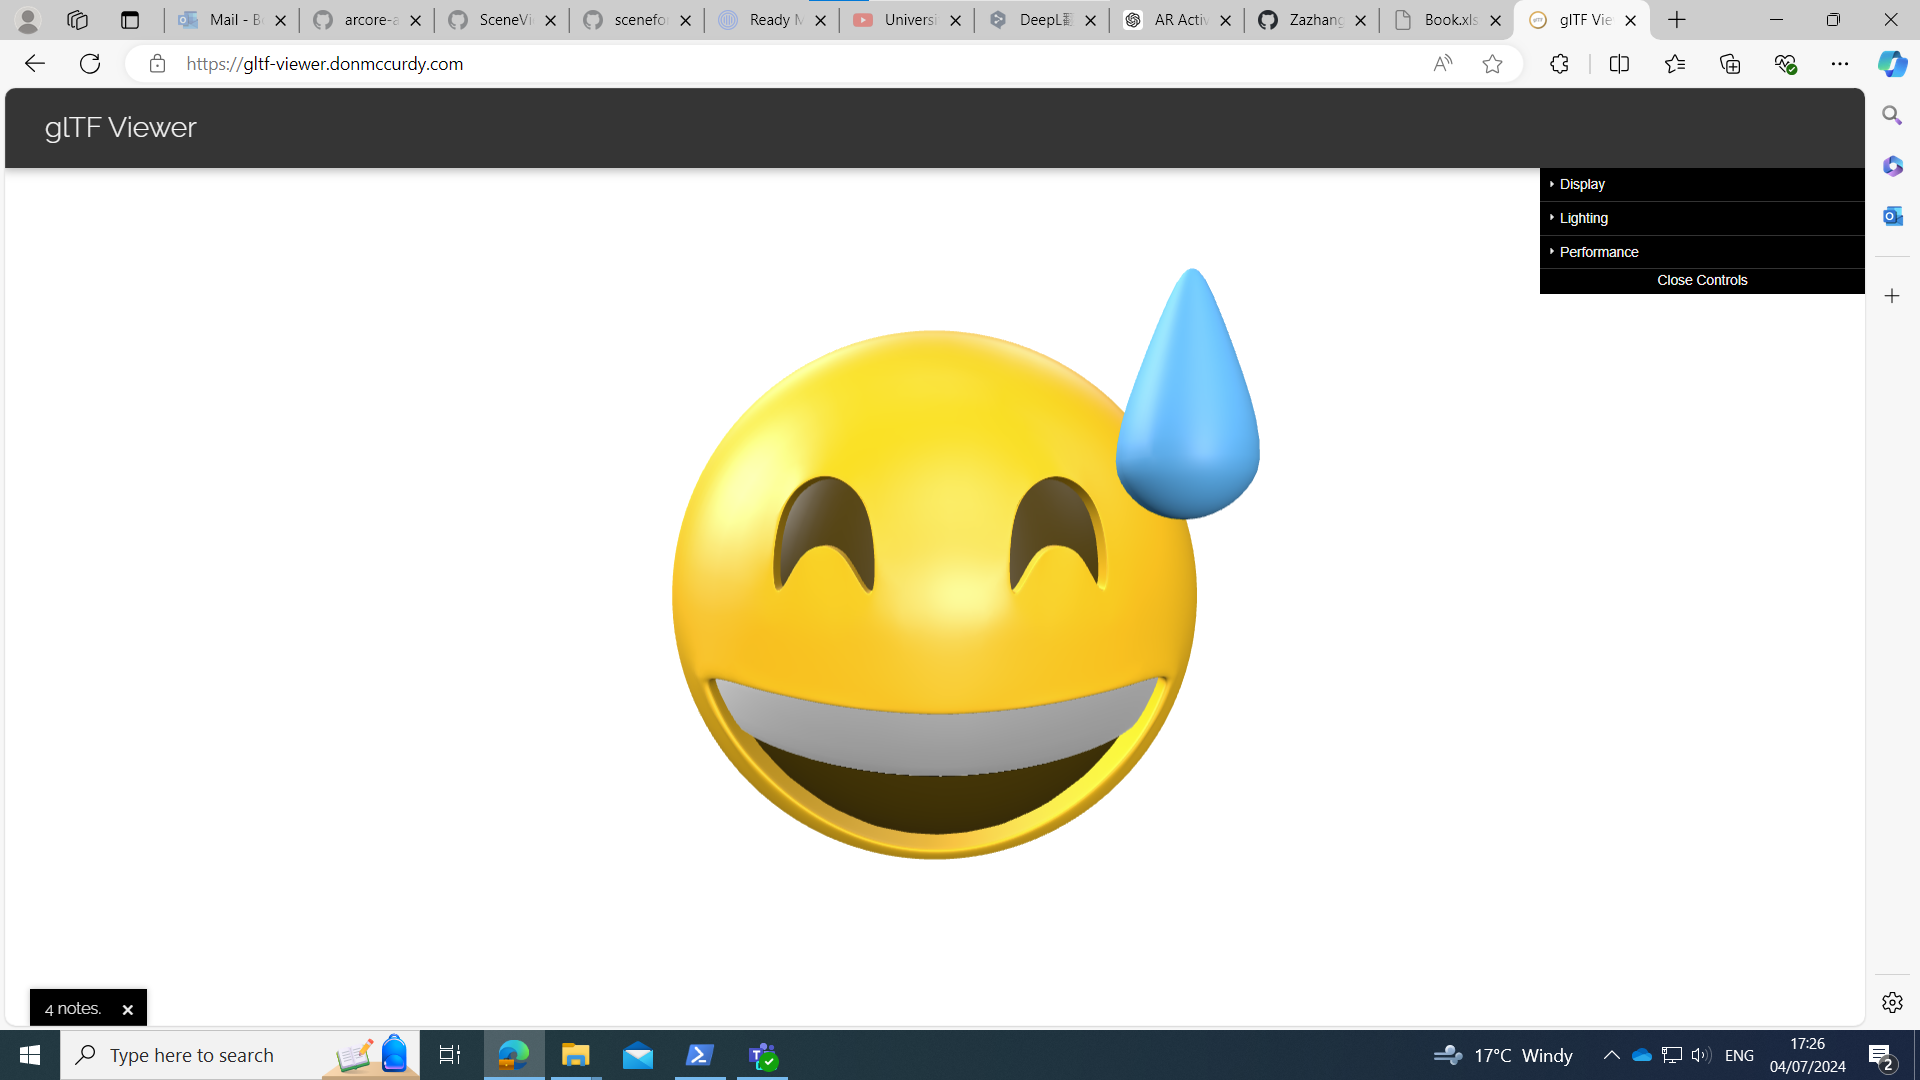 Mail - B
arcore-a
SceneVi
scenefo
Ready M
Universi
DeepL
AR Activ
Zazhang
Book.xls
glTF Vie
https://gltf-viewer.donmccurdy.com
glTF Viewer
Display
Lighting
Performance
Close Controls
4 notes. ×
Type here to search
17°C Windy
ENG
17:26
04/07/2024
2